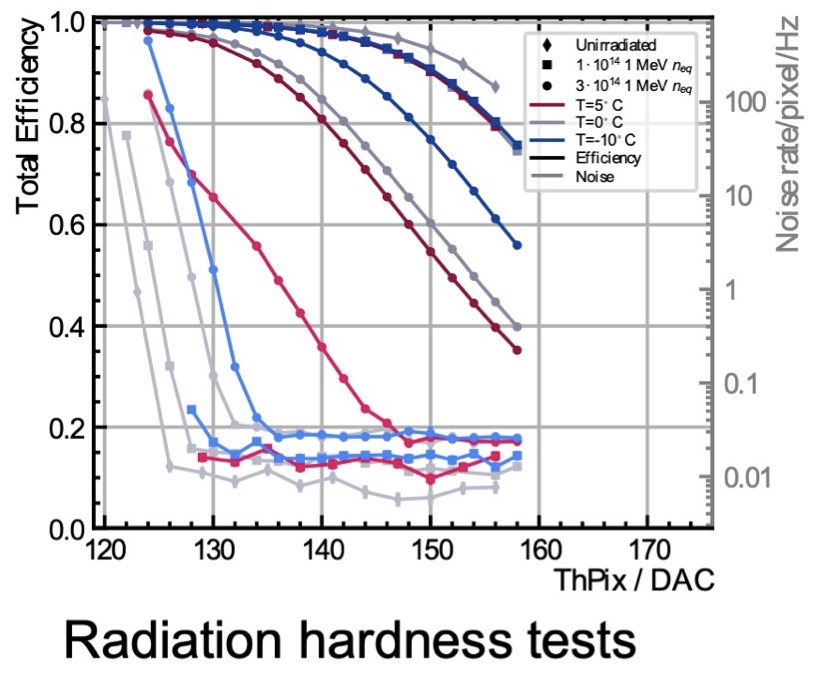 1.0
0.8
0.6
0.4
0.2
0.0
Total Efficiency
120 130 140 150 160 170
ThPix / DAC
100
10
1
0.1
0.01
Noise rate/pixel/Hz
Unirradiated
1·10¹⁴ 1 MeV nₑq
3·10¹⁴ 1 MeV nₑq
T=5°C
T=0°C
T=-10°C
Efficiency
Noise
Radiation hardness tests